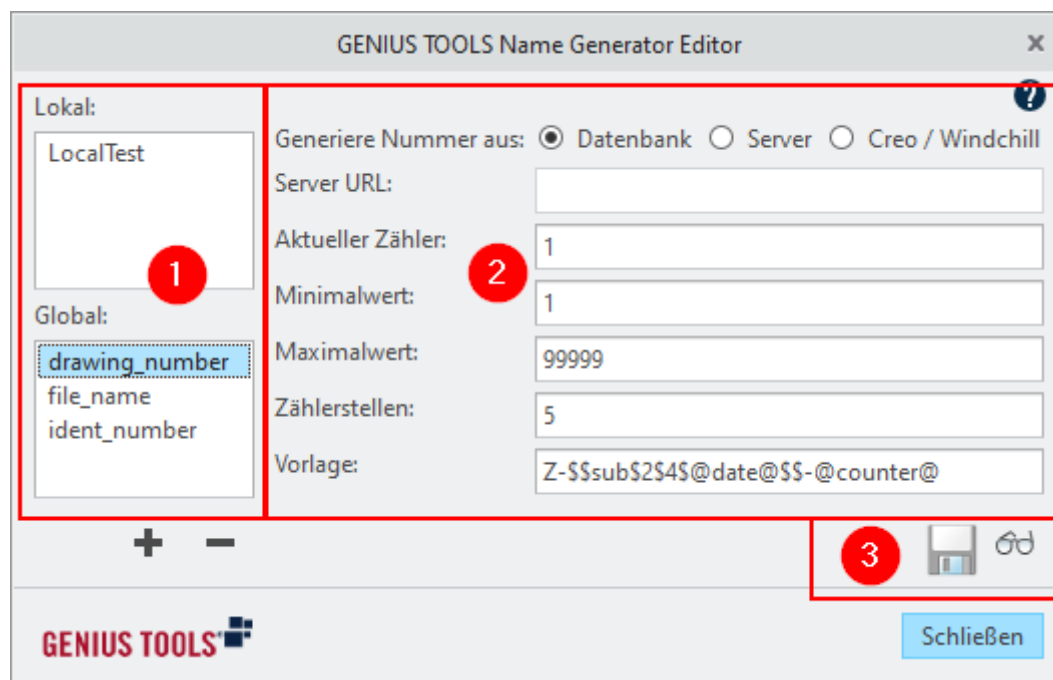 GENIUS TOOLS Name Generator Editor
Lokal:
LocalTest
1
Global:
drawing_number
file_name
ident_number
?
Generiere Nummer aus: Datenbank Server Creo / Windchill
Server URL:
Aktueller Zähler: 1
2
Minimalwert: 1
Maximalwert: 99999
Zählerstellen: 5
Vorlage: Z-$$sub$2$4$@date@$$-@counter@
3
GENIUS TOOLS
Schließen